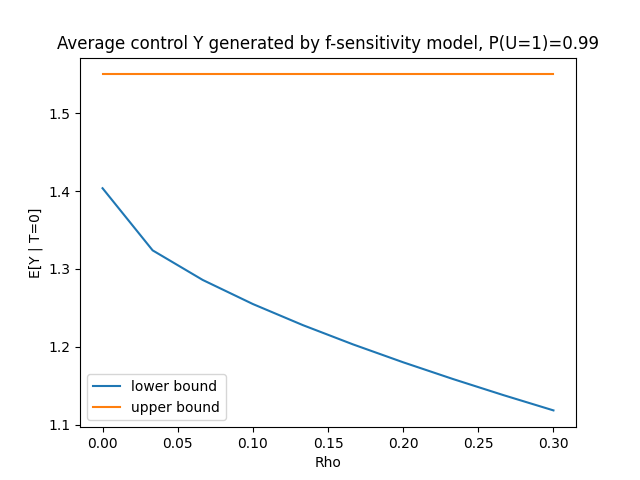 Average control Y generated by f-sensitivity model, P(U=1)=0.99
E[Y | T=0]
1.5
1.4
1.3
1.2
1.1
lower bound
upper bound
0.00 0.05 0.10 0.15 0.20 0.25 0.30
Rho